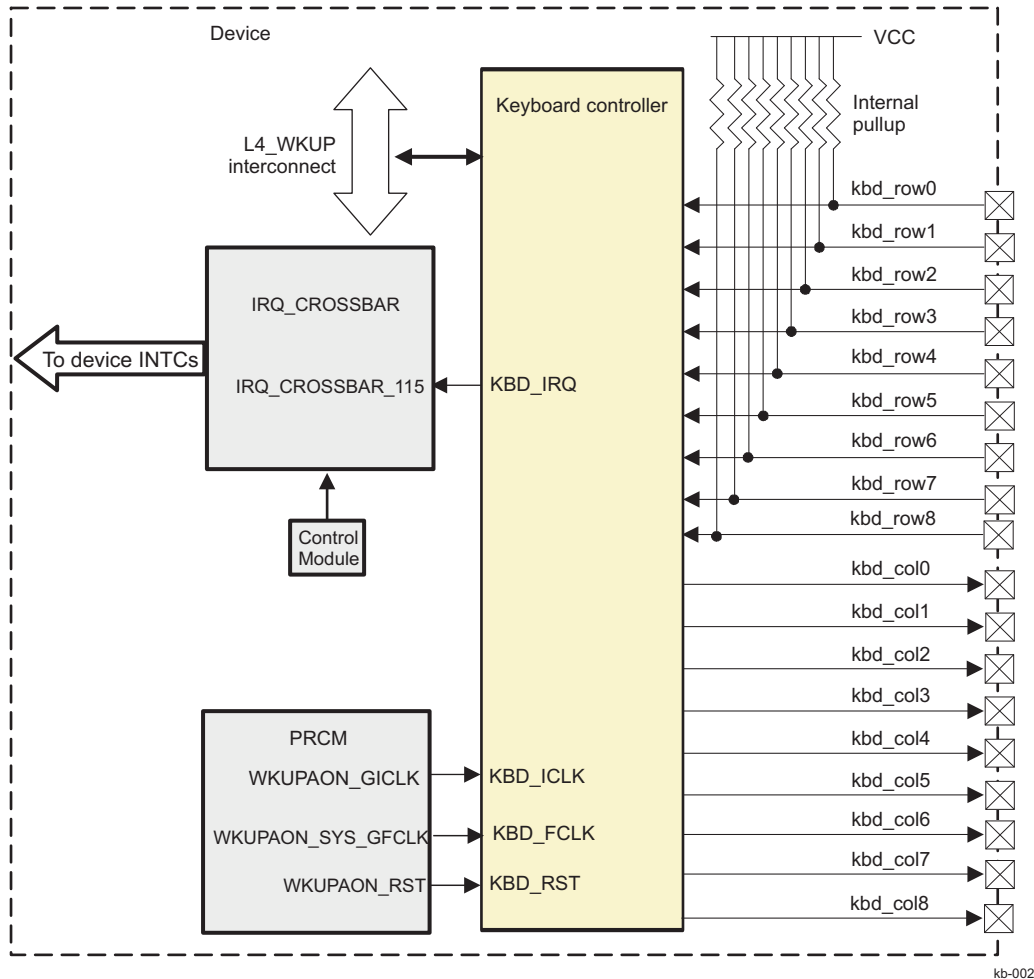 Device
VCC
Keyboard controller
Internal
pullup
L4_WKUP
interconnect
kbd_row0
kbd_row1
kbd_row2
kbd_row3
kbd_row4
kbd_row5
kbd_row6
kbd_row7
kbd_row8
IRQ_CROSSBAR
To device INTCs
IRQ_CROSSBAR_115
KBD_IRQ
Control
Module
kbd_col0
kbd_col1
kbd_col2
kbd_col3
kbd_col4
kbd_col5
kbd_col6
kbd_col7
kbd_col8
PRCM
WKUPAON_GICLK
KBD_ICLK
WKUPAON_SYS_GFCLK
KBD_FCLK
WKUPAON_RST
KBD_RST
kb-002